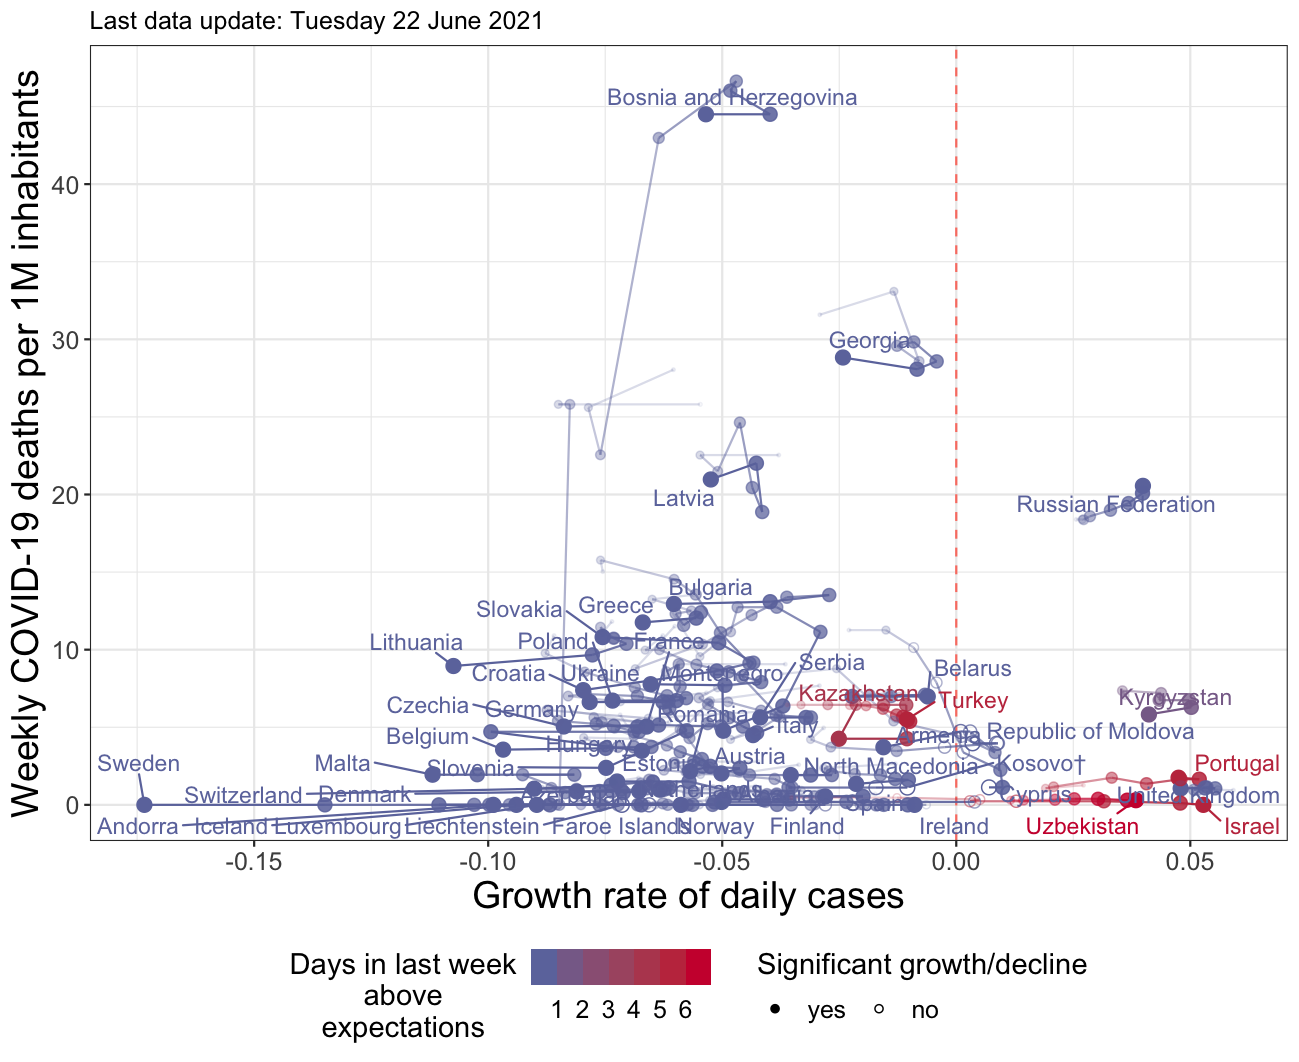 Last data update: Tuesday 22 June 2021
Weekly COVID-19 deaths per 1M inhabitants
40
30
20
10
0
Bosnia and Herzegovina
Georgia
Latvia
Russian Federation
Bulgaria
Slovakia
Greece
Lithuania
Poland
France
Serbia
Belarus
Croatia
Ukraine
Montenegro
Kazakhstan
Turkey
Kyrgyzstan
Czechia
Germany
Romania
Italy
Armenia
Republic of Moldova
Belgium
Hungary
Austria
Sweden
Malta
Slovenia
Estonia
North Macedonia
Kosovo†
Portugal
Switzerland
Denmark
Cyprus
United Kingdom
Andorra
Iceland
Luxembourg
Liechtenstein
Faroe Islands
Norway
Finland
Ireland
Uzbekistan
Israel
-0.15
-0.10
-0.05
0.00
0.05
Growth rate of daily cases
Days in last week
above
expectations
1 2 3 4 5 6
Significant growth/decline
yes
no